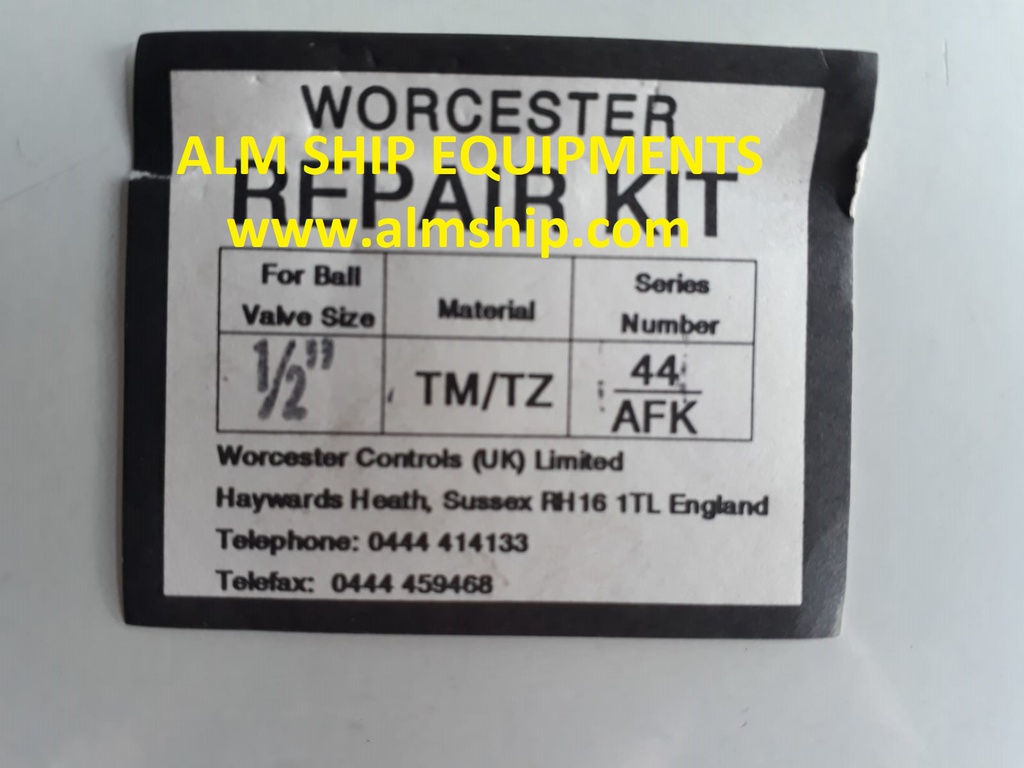 WORCESTER
ALM SHIP EQUIPMENTS
REPAIR KIT
www.almship.com
For Ball Valve Size
Material
Series Number
1/2"
TM/TZ
44
AFK
Worcester Controls (UK) Limited
Haywards Heath, Sussex RH16 1TL England
Telephone: 0444 414133
Telefax: 0444 459468